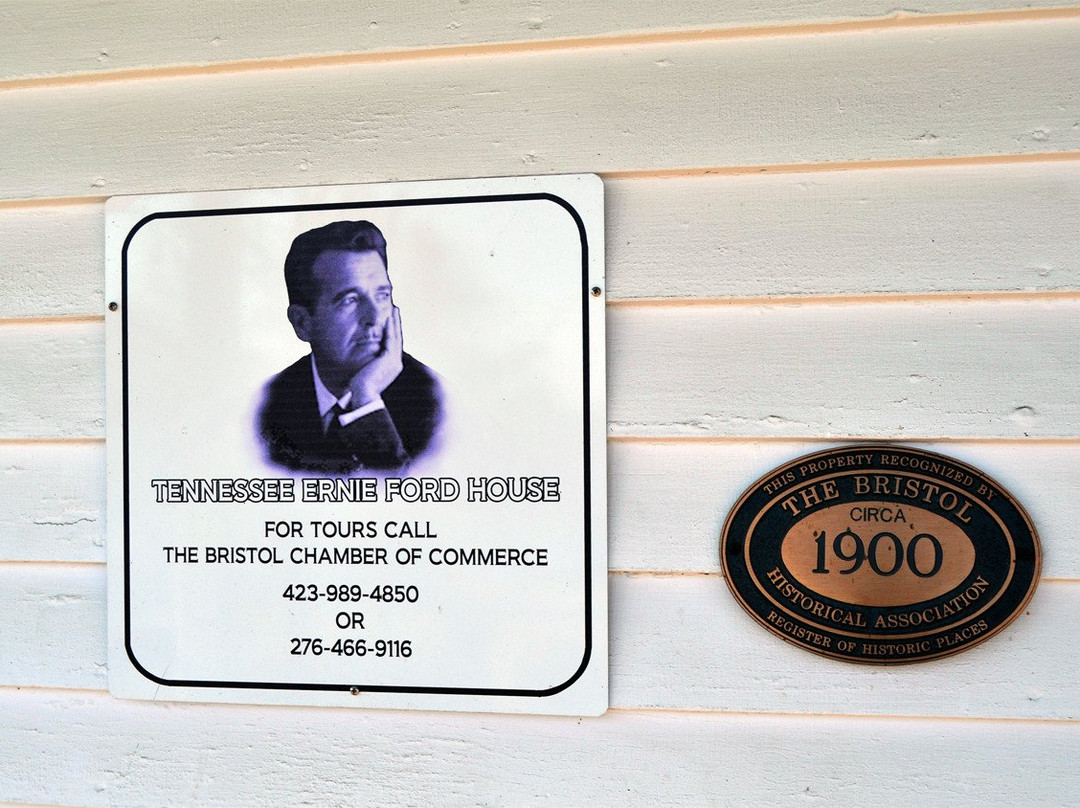 TENNESSEE ERNIE FORD HOUSE
FOR TOURS CALL
THE BRISTOL CHAMBER OF COMMERCE
423-989-4850
OR
276-466-9116
THIS PROPERTY RECOGNIZED BY
THE BRISTOL
CIRCA
1900
HISTORICAL ASSOCIATION
REGISTER OF HISTORIC PLACES